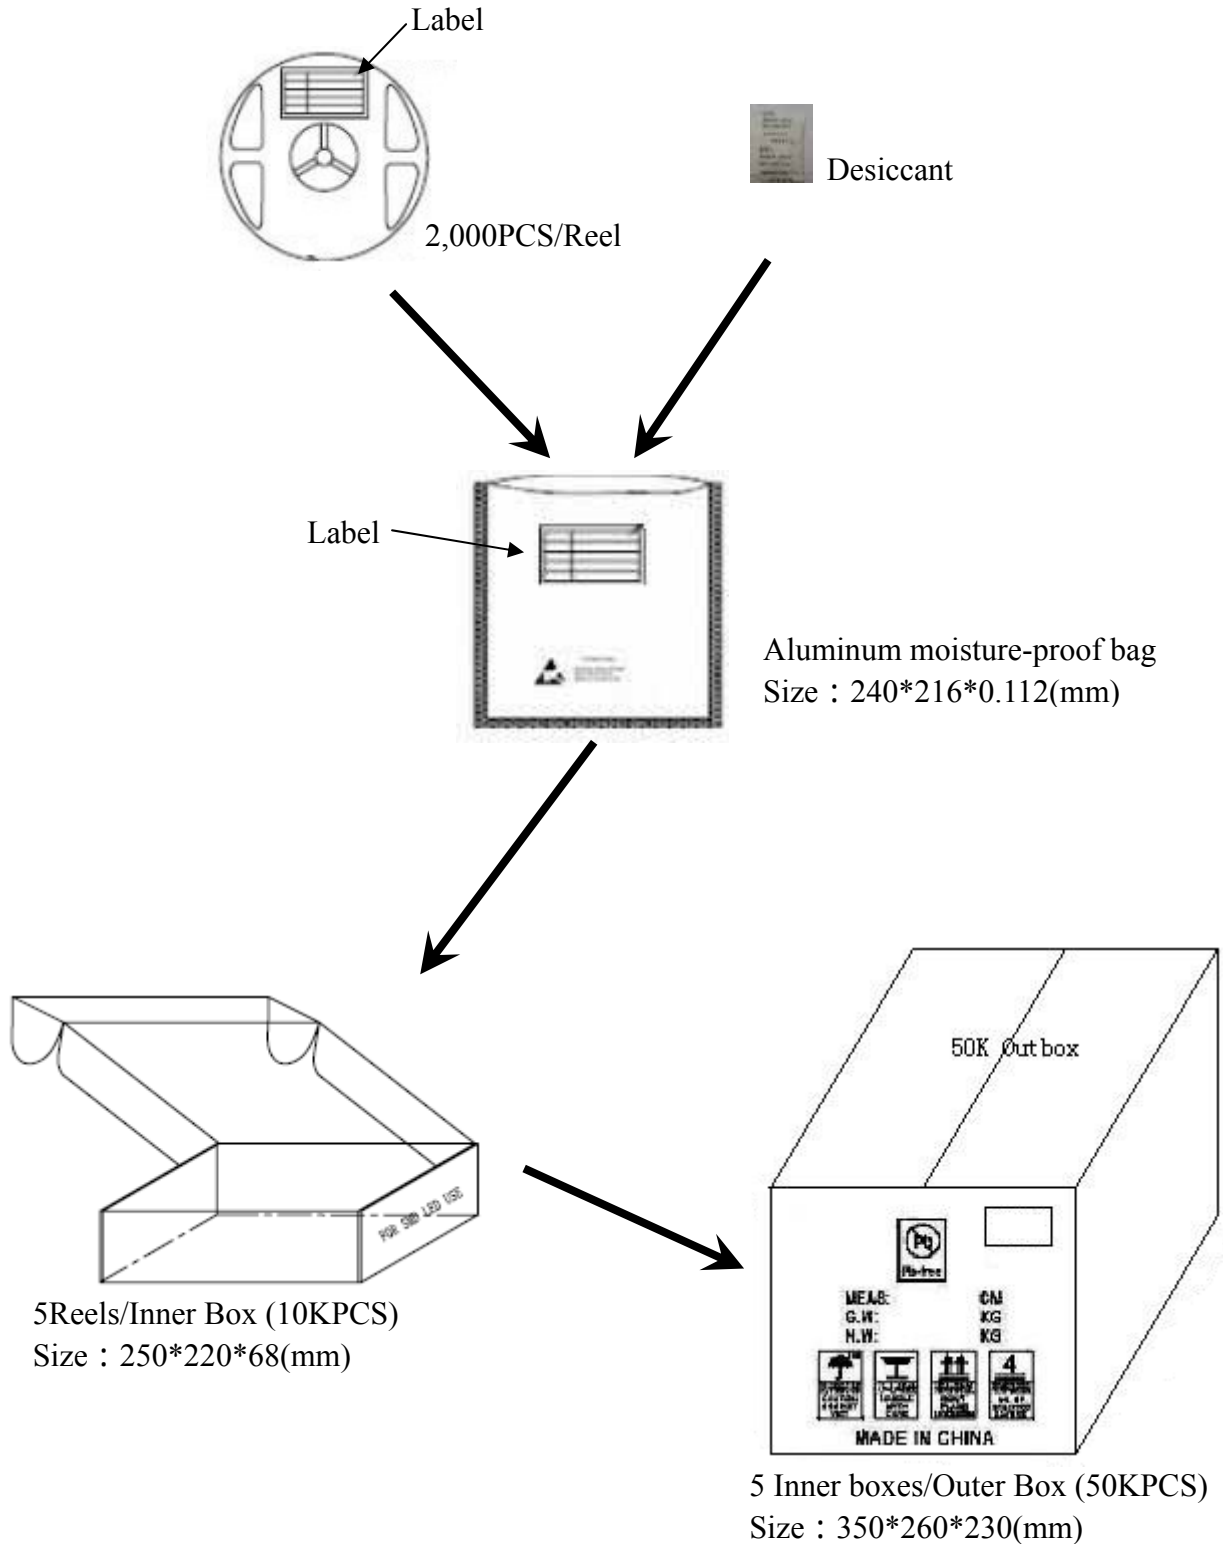 Label
2,000PCS/Reel
Desiccant
Label
Aluminum moisture-proof bag
Size：240*216*0.112(mm)
FOR SMD LED USE
5Reels/Inner Box (10KPCS)
Size：250*220*68(mm)
50K Outbox
Pb
Pb-free
MEAS: CM
G.W: KG
N.W: KG
4
MADE IN CHINA
5 Inner boxes/Outer Box (50KPCS)
Size：350*260*230(mm)